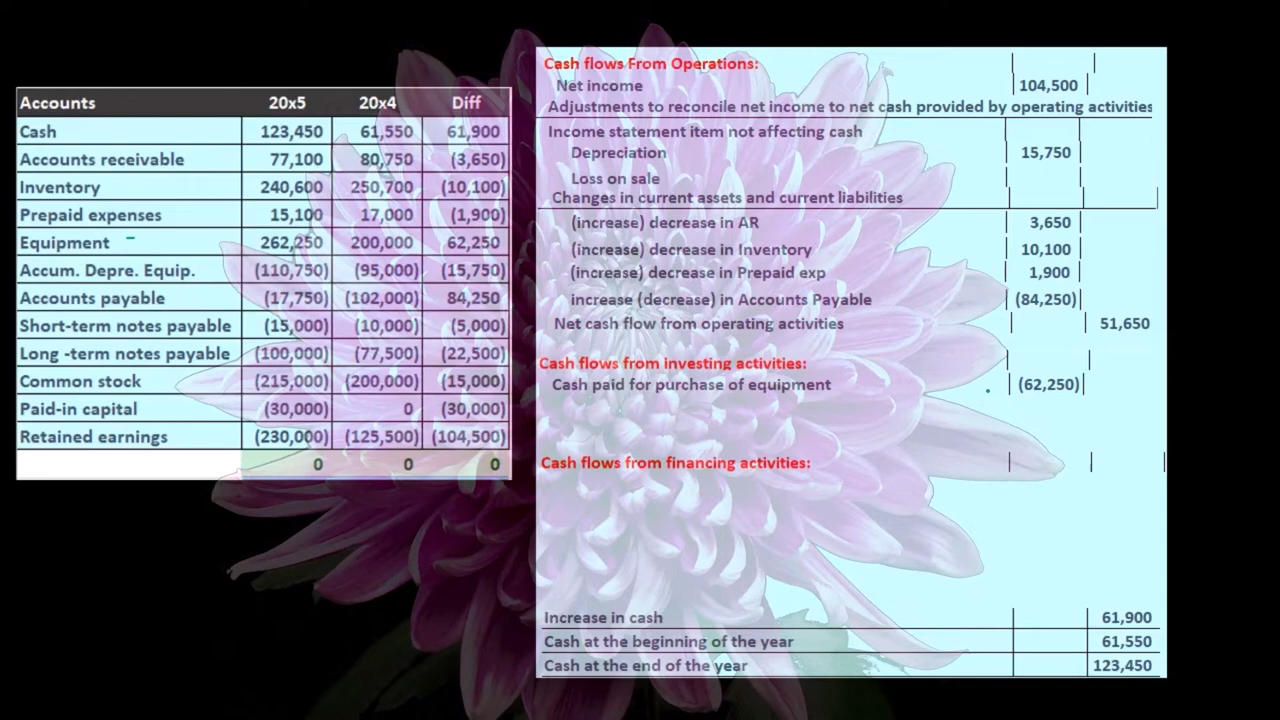 Accounts 20x5 20x4 Diff
Cash 123,450 61,550 61,900
Accounts receivable 77,100 80,750 (3,650)
Inventory 240,600 250,700 (10,100)
Prepaid expenses 15,100 17,000 (1,900)
Equipment 262,250 200,000 62,250
Accum. Depre. Equip. (110,750) (95,000) (15,750)
Accounts payable (17,750) (102,000) 84,250
Short-term notes payable (15,000) (10,000) (5,000)
Long -term notes payable (100,000) (77,500) (22,500)
Common stock (215,000) (200,000) (15,000)
Paid-in capital (30,000) 0 (30,000)
Retained earnings (230,000) (125,500) (104,500)
0 0 0
Cash flows From Operations:
Net income 104,500
Adjustments to reconcile net income to net cash provided by operating activities
Income statement item not affecting cash
Depreciation 15,750
Loss on sale
Changes in current assets and current liabilities
(increase) decrease in AR 3,650
(increase) decrease in Inventory 10,100
(increase) decrease in Prepaid exp 1,900
increase (decrease) in Accounts Payable (84,250)
Net cash flow from operating activities 51,650
Cash flows from investing activities:
Cash paid for purchase of equipment (62,250)
Cash flows from financing activities:
Increase in cash 61,900
Cash at the beginning of the year 61,550
Cash at the end of the year 123,450